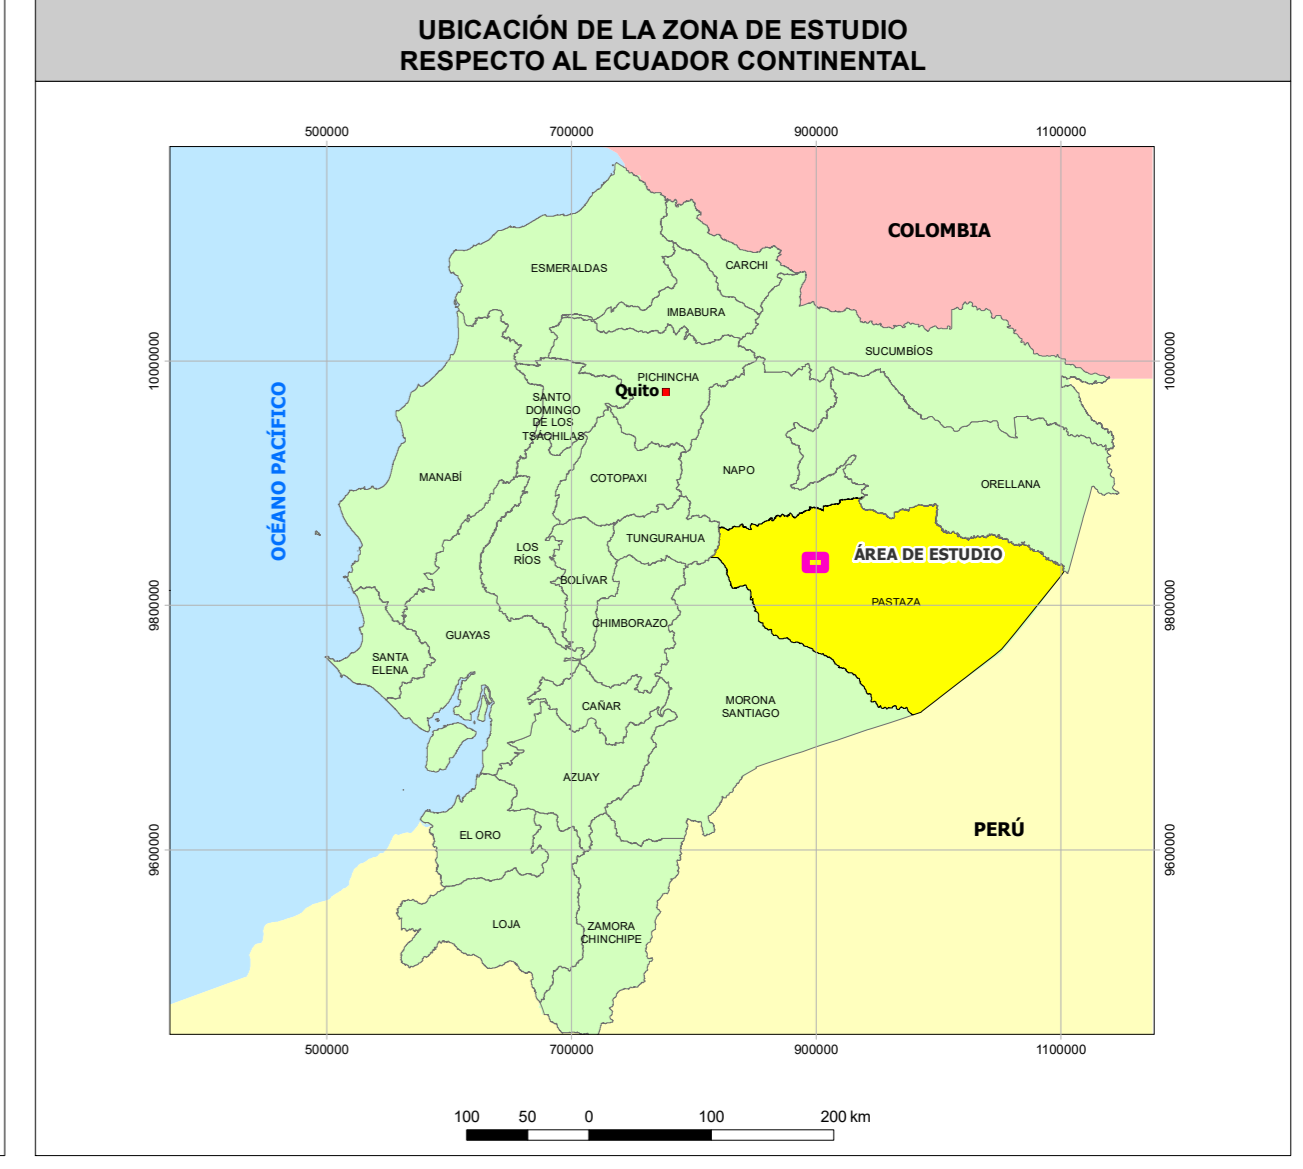 UBICACIÓN DE LA ZONA DE ESTUDIO
RESPECTO AL ECUADOR CONTINENTAL
500000
700000
900000
1100000
COLOMBIA
CARCHI
ESMERALDAS
IMBABURA
SUCUMBÍOS
10000000
10000000
PICHINCHA
Quito
SANTO
DOMINGO
DE LOS
TSÁCHILAS
OCÉANO PACÍFICO
MANABÍ
COTOPAXI
NAPO
ORELLANA
TUNGURAHUA
LOS
RÍOS
ÁREA DE ESTUDIO
BOLÍVAR
PASTAZA
9800000
9800000
CHIMBORAZO
GUAYAS
SANTA
ELENA
CAÑAR
MORONA
SANTIAGO
AZUAY
PERÚ
EL ORO
9600000
9600000
LOJA
ZAMORA
CHINCHIPE
500000
700000
900000
1100000
100
50
0
100
200 km